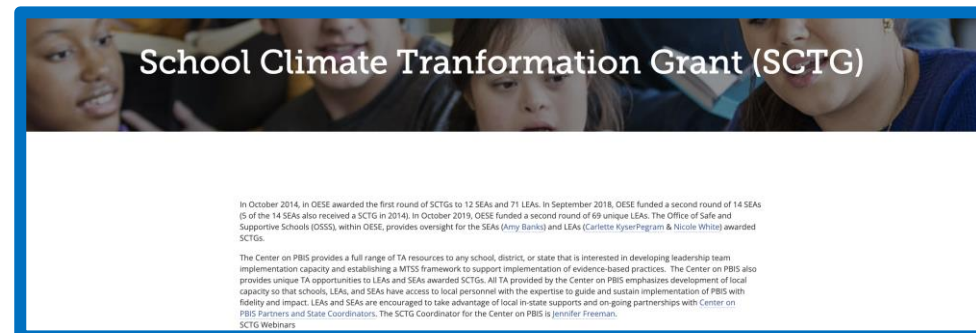 School Climate Tranformation Grant (SCTG)
In October 2014, in OESE awarded the first round of SCTGs to 12 SEAs and 71 LEAs. In September 2018, OESE funded a second round of 14 SEAs
(5 of the 14 SEAs also received a SCTG in 2014). In October 2019, OESE funded a second round of 69 unique LEAs. The Office of Safe and
Supportive Schools (OSSS), within OESE, provides oversight for the SEAs (Amy Banks) and LEAs (Carlette KyserPegram & Nicole White) awarded
SCTGs.
The Center on PBIS provides a full range of TA resources to any school, district, or state that is interested in developing leadership team
implementation capacity and establishing a MTSS framework to support implementation of evidence-based practices. The Center on PBIS also
provides unique TA opportunities to LEAs and SEAs awarded SCTGs. All TA provided by the Center on PBIS emphasizes development of local
capacity so that schools, LEAs, and SEAs have access to local personnel with the expertise to guide and sustain implementation of PBIS with
fidelity and impact. LEAs and SEAs are encouraged to take advantage of local in-state supports and on-going partnerships with Center on
PBIS Partners and State Coordinators. The SCTG Coordinator for the Center on PBIS is Jennifer Freeman.
SCTG Webinars